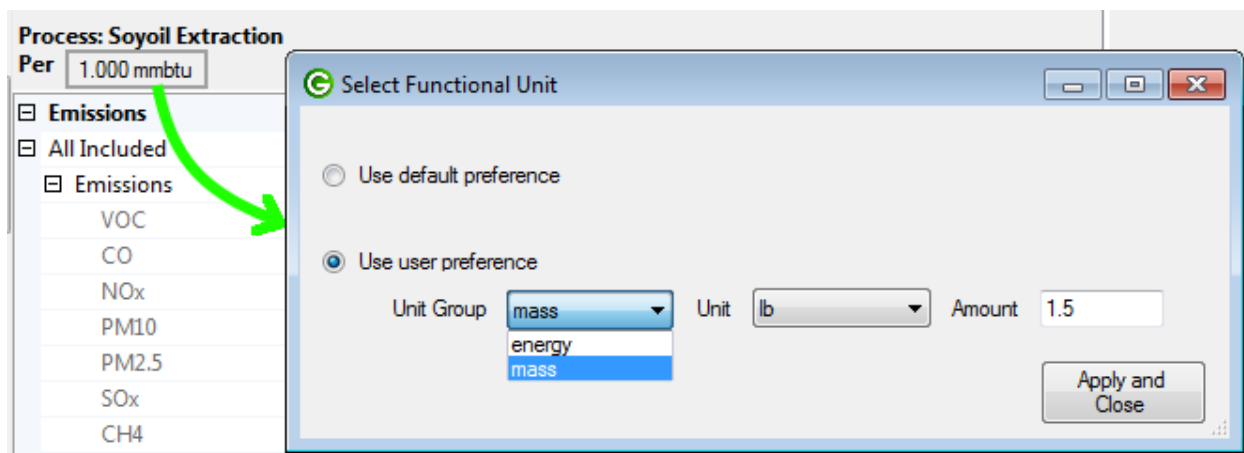 Process: Soyoil Extraction
Per 1.000 mmbtu
Emissions
All Included
Emissions
VOC
CO
NOx
PM10
PM2.5
SOx
CH4
Select Functional Unit
Use default preference
Use user preference
Unit Group mass Unit lb Amount 1.5
energy
mass
Apply and
Close